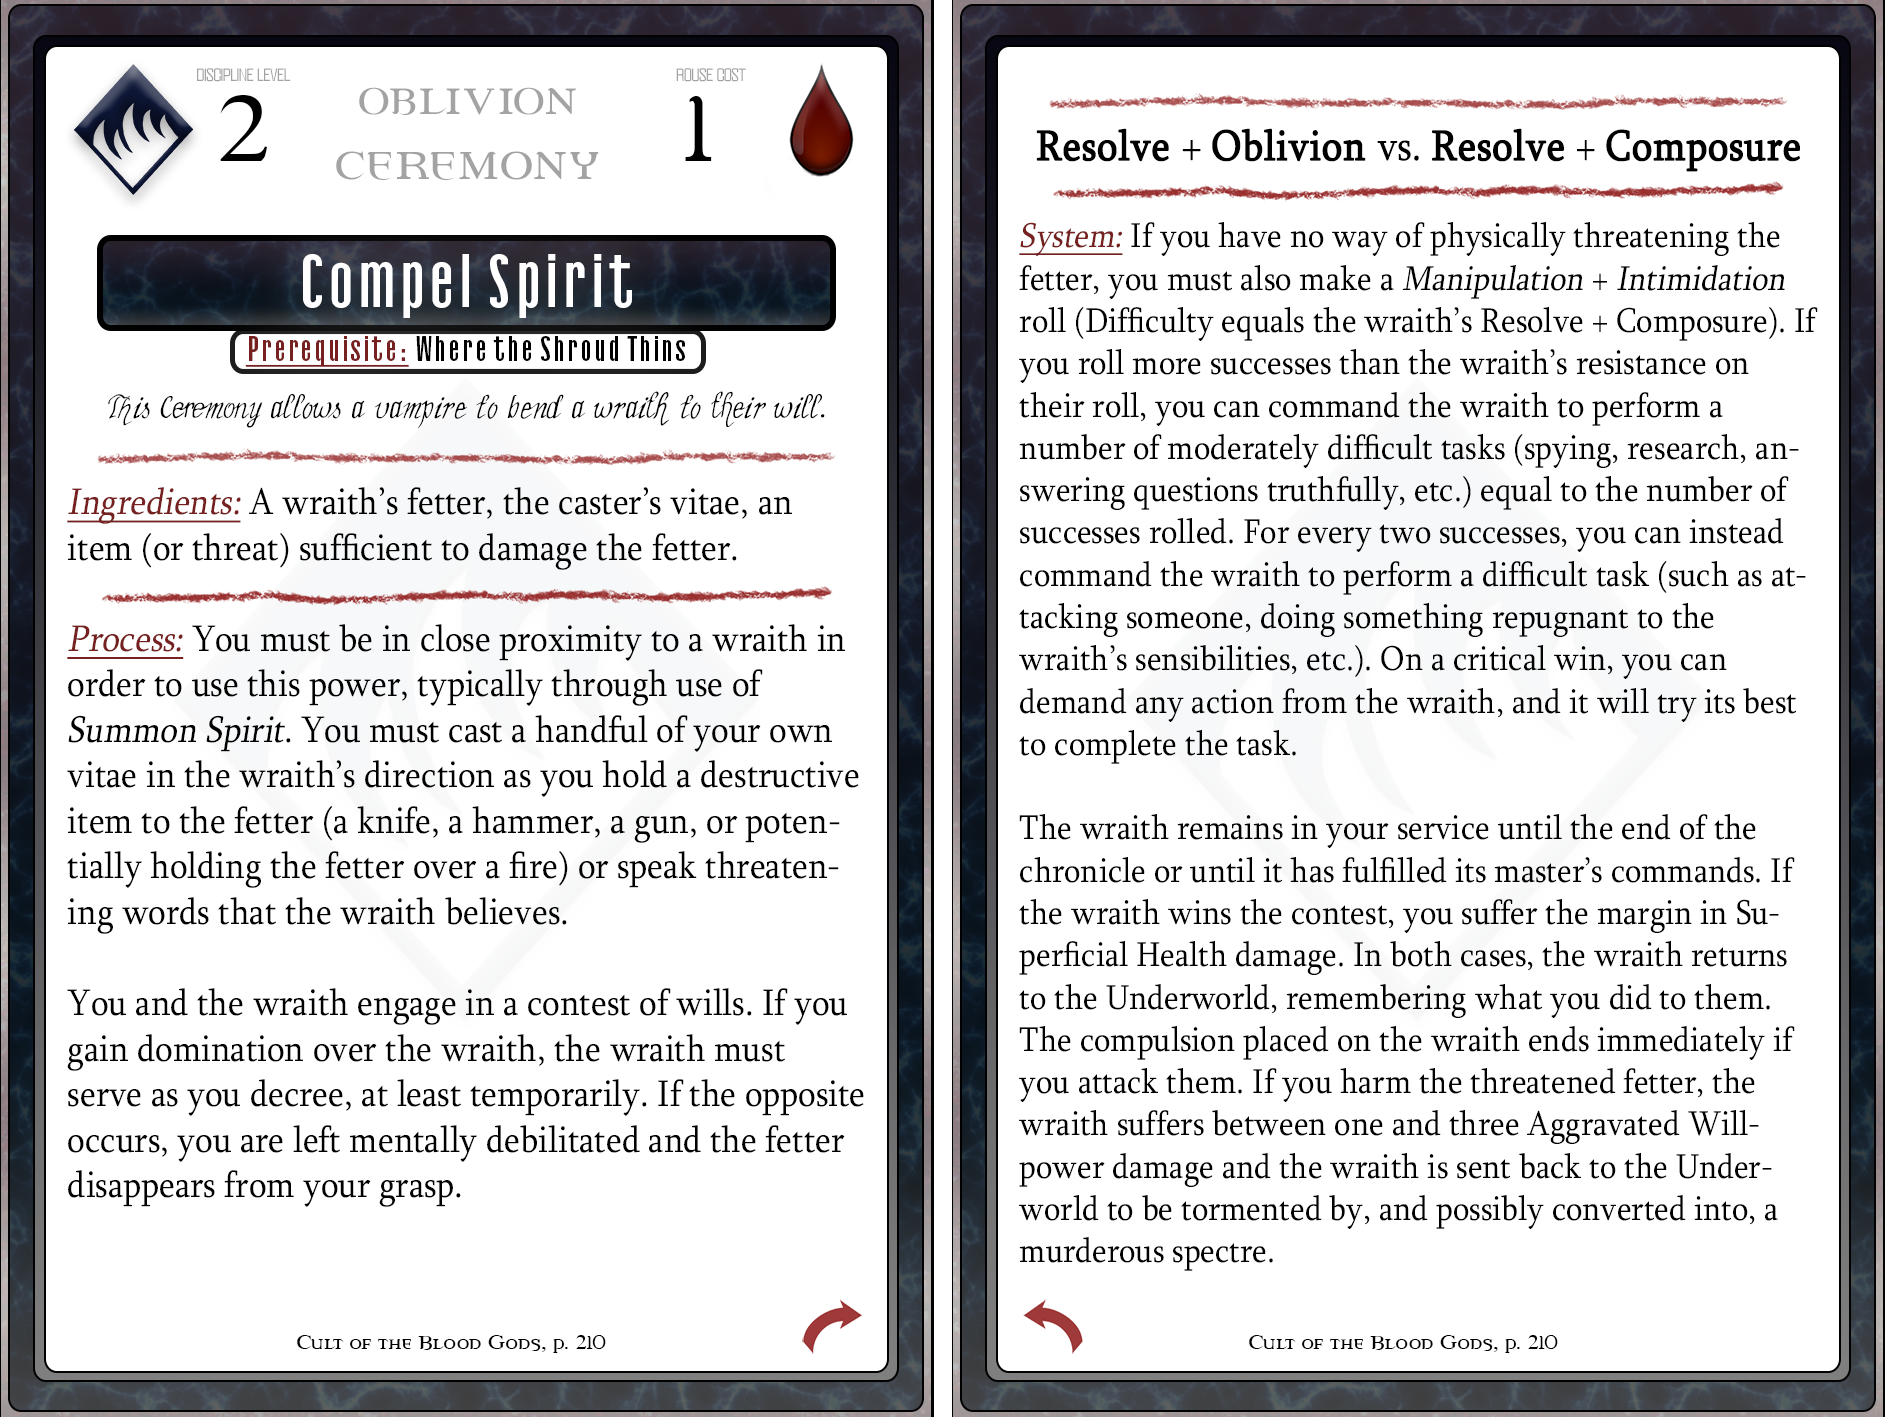 DISCIPLINE LEVEL
2
OBLIVION
CEREMONY
ROUSE COST
1
Compel Spirit
Prerequisite: Where the Shroud Thins
This Ceremony allows a vampire to bend a wraith to their will.
Ingredients: A wraith's fetter, the caster's vitae, an
item (or threat) sufficient to damage the fetter.
Process: You must be in close proximity to a wraith in
order to use this power, typically through use of
Summon Spirit. You must cast a handful of your own
vitae in the wraith's direction as you hold a destructive
item to the fetter (a knife, a hammer, a gun, or poten-
tially holding the fetter over a fire) or speak threaten-
ing words that the wraith believes.
You and the wraith engage in a contest of wills. If you
gain domination over the wraith, the wraith must
serve as you decree, at least temporarily. If the opposite
occurs, you are left mentally debilitated and the fetter
disappears from your grasp.
Cult of the Blood Gods, p. 210
Resolve + Oblivion vs. Resolve + Composure
System: If you have no way of physically threatening the
fetter, you must also make a Manipulation + Intimidation
roll (Difficulty equals the wraith's Resolve + Composure). If
you roll more successes than the wraith's resistance on
their roll, you can command the wraith to perform a
number of moderately difficult tasks (spying, research, an-
swering questions truthfully, etc.) equal to the number of
successes rolled. For every two successes, you can instead
command the wraith to perform a difficult task (such as at-
tacking someone, doing something repugnant to the
wraith's sensibilities, etc.). On a critical win, you can
demand any action from the wraith, and it will try its best
to complete the task.
The wraith remains in your service until the end of the
chronicle or until it has fulfilled its master's commands. If
the wraith wins the contest, you suffer the margin in Su-
perficial Health damage. In both cases, the wraith returns
to the Underworld, remembering what you did to them.
The compulsion placed on the wraith ends immediately if
you attack them. If you harm the threatened fetter, the
wraith suffers between one and three Aggravated Will-
power damage and the wraith is sent back to the Under-
world to be tormented by, and possibly converted into, a
murderous spectre.
Cult of the Blood Gods, p. 210